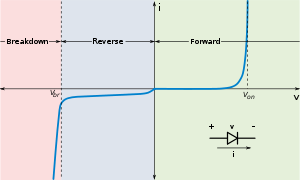 i
Breakdown Reverse Forward
v_br v_on v
+ v -
i